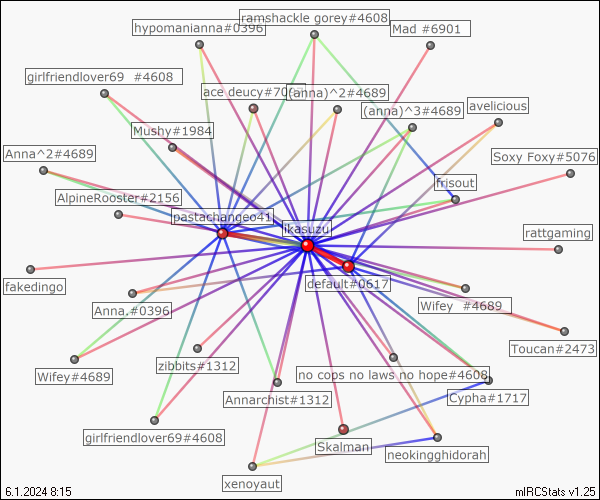 ramshackle gorey#4608
hypomanianna#0396
Mad #6901
girlfriendlover69 #4608
ace deucy#70
(anna)^2#4689
avelicious
(anna)^3#4689
Mushy#1984
Anna^2#4689
Soxy Foxy#5076
frisout
AlpineRooster#2156
pastachangeo41
ikasuzu
rattgaming
fakedingo
default#0617
Anna.#0396
Wifey #4689
Toucan#2473
zibbits#1312
Wifey#4689
no cops no laws no hope#4608
Annarchist#1312
Cypha#1717
girlfriendlover69#4608
Skalman
neokingghidorah
xenoyaut
6.1.2024 8:15
mIRCStats v1.25